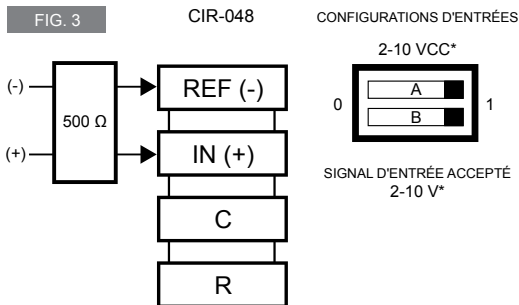 FIG. 3
CIR-048
CONFIGURATIONS D'ENTRÉES
2-10 VCC*
(-)
(+)
500 Ω
REF (-)
IN (+)
C
R
0
A
B
1
SIGNAL D'ENTRÉE ACCEPTÉ
2-10 V*